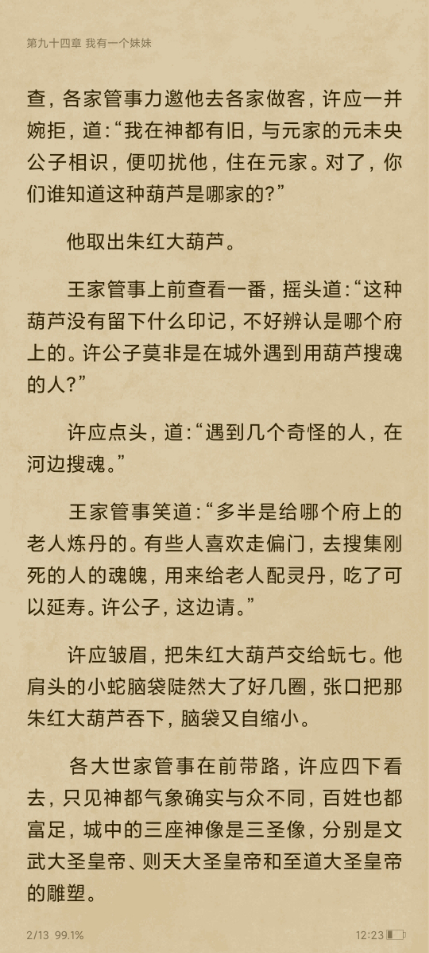 第九十四章 我有一个妹妹
查，各家管事力邀他去各家做客，许应一并
婉拒，道：“我在神都有旧，与元家的元未央
公子相识，便叨扰他，住在元家。对了，你
们谁知道这种葫芦是哪家的？”
他取出朱红大葫芦。
王家管事上前查看一番，摇头道：“这种
葫芦没有留下什么印记，不好辨认是哪个府
上的。许公子莫非是在城外遇到用葫芦搜魂
的人？”
许应点头，道：“遇到几个奇怪的人，在
河边搜魂。”
王家管事笑道：“多半是给哪个府上的
老人炼丹的。有些人喜欢走偏门，去搜集刚
死的人的魂魄，用来给老人配灵丹，吃了可
以延寿。许公子，这边请。”
许应皱眉，把朱红大葫芦交给蚖七。他
肩头的小蛇脑袋陡然大了好几圈，张口把那
朱红大葫芦吞下，脑袋又自缩小。
各大世家管事在前带路，许应四下看
去，只见神都气象确实与众不同，百姓也都
富足，城中的三座神像是三圣像，分别是文
武大圣皇帝、则天大圣皇帝和至道大圣皇帝
的雕塑。
2/13 99.1%
12:23